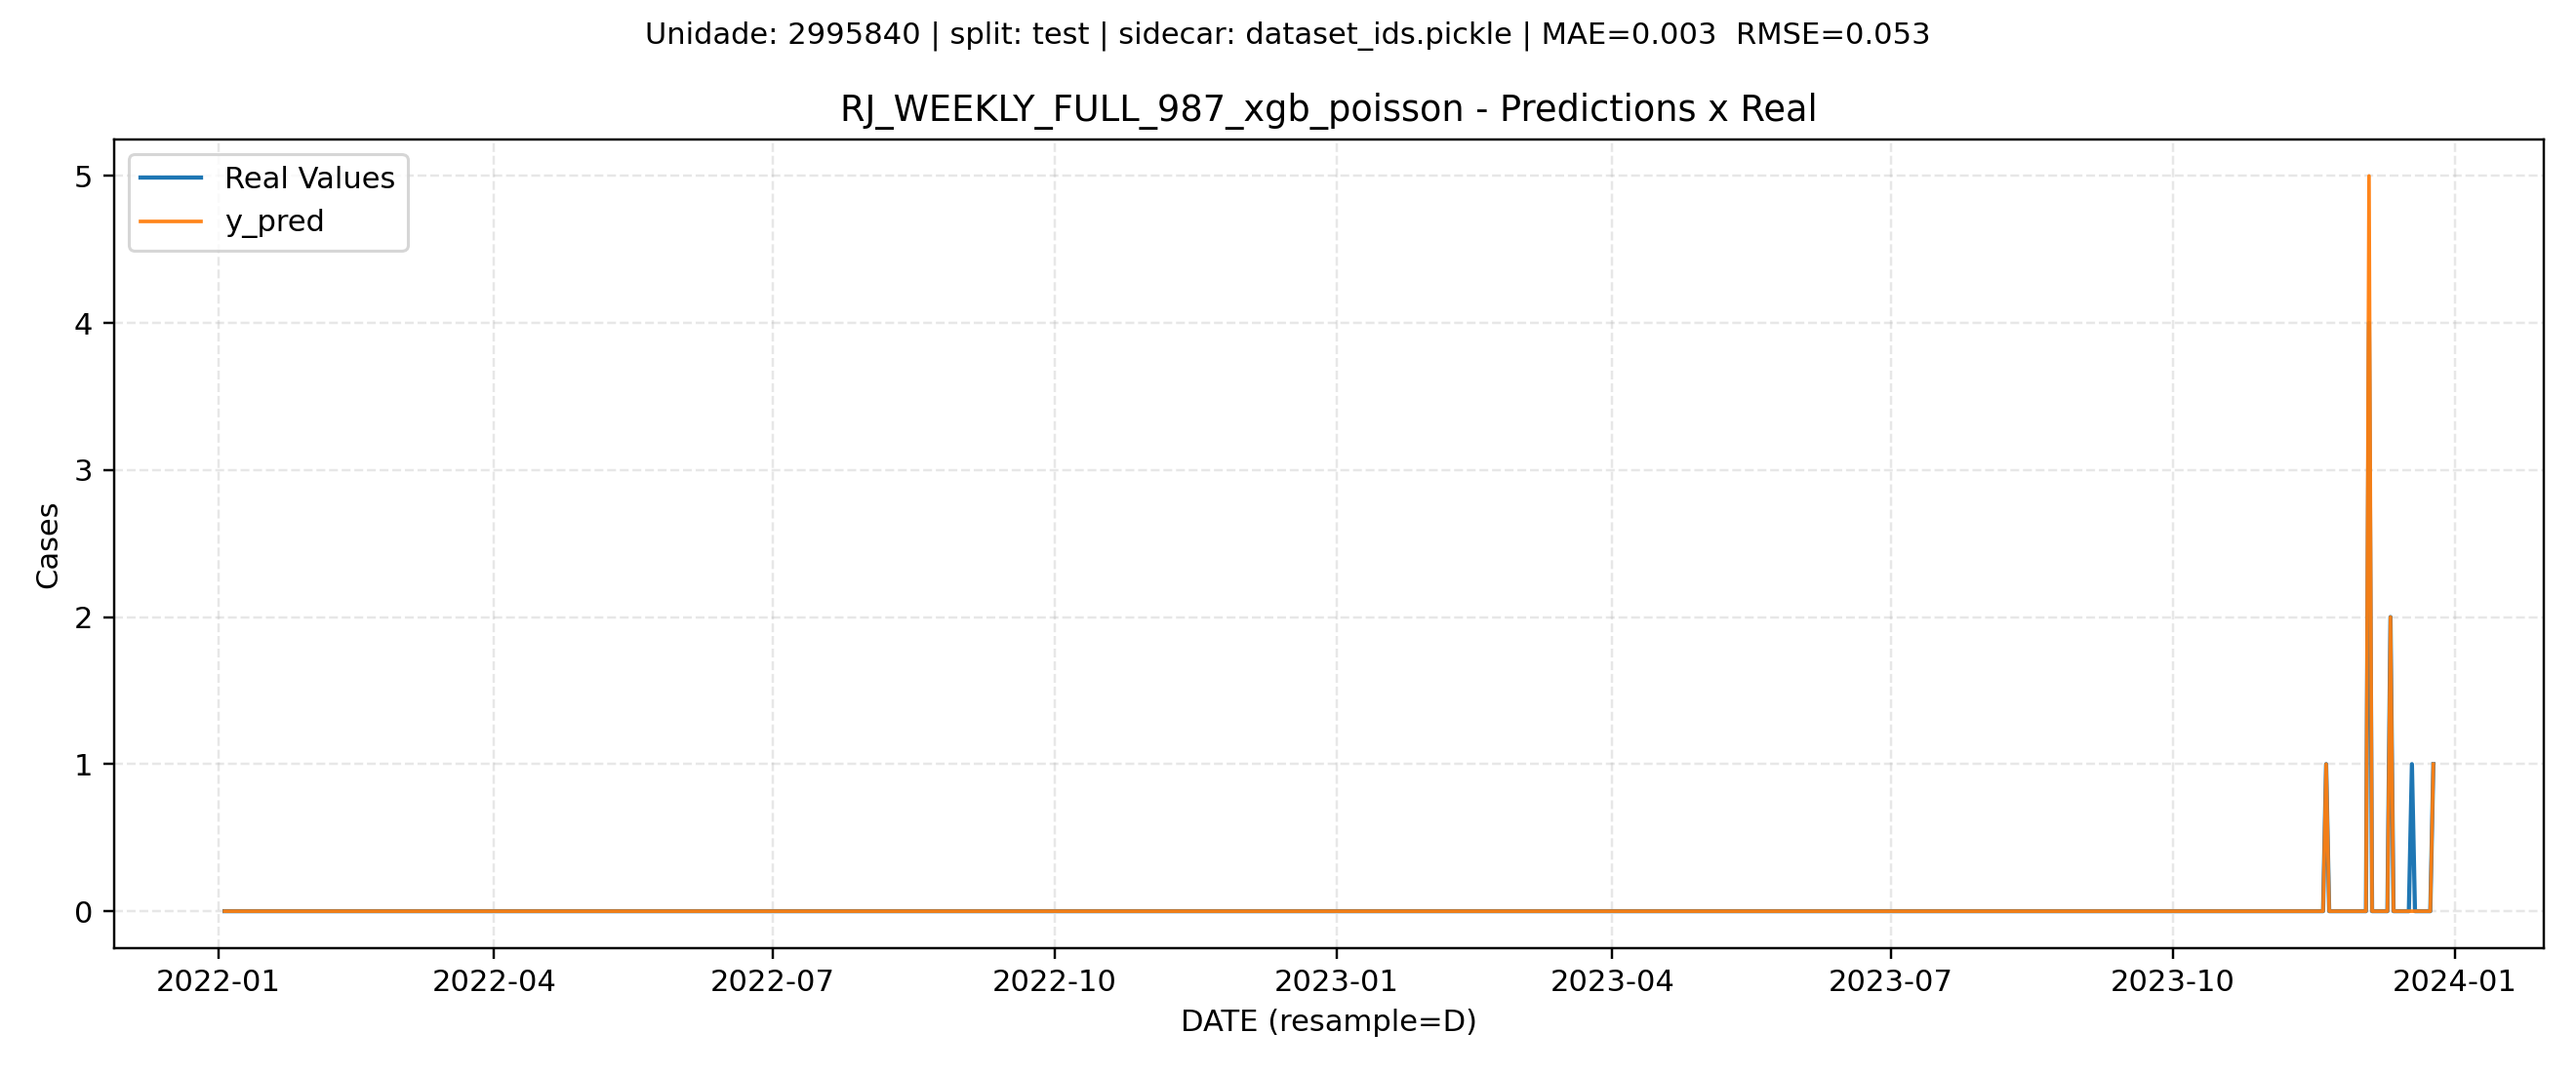 Unidade: 2995840 | split: test | sidecar: dataset_ids.pickle | MAE=0.003  RMSE=0.053
RJ_WEEKLY_FULL_987_xgb_poisson - Predictions x Real
Real Values
y_pred
5
4
3
2
1
0
Cases
2022-01 2022-04 2022-07 2022-10 2023-01 2023-04 2023-07 2023-10 2024-01
DATE (resample=D)